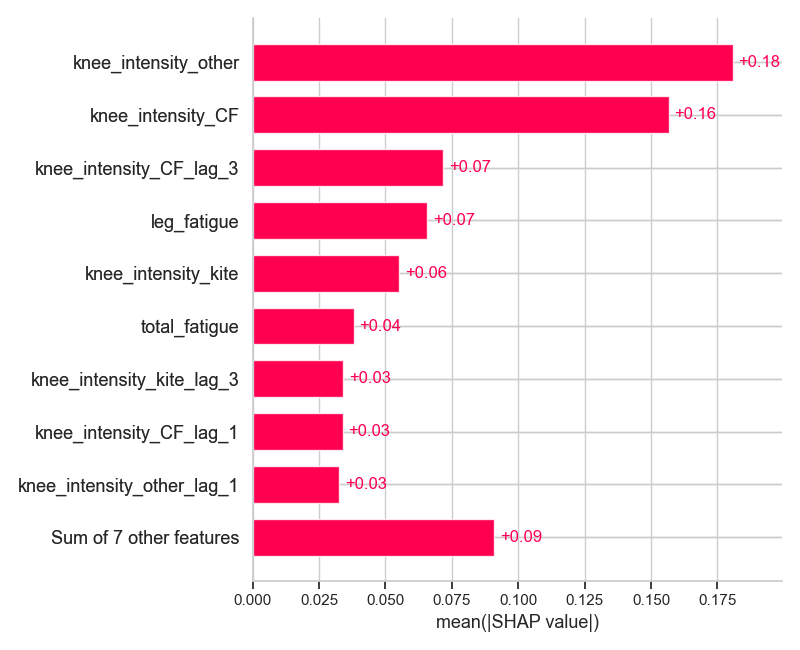 knee_intensity_other +0.18
knee_intensity_CF +0.16
knee_intensity_CF_lag_3 +0.07
leg_fatigue +0.07
knee_intensity_kite +0.06
total_fatigue +0.04
knee_intensity_kite_lag_3 +0.03
knee_intensity_CF_lag_1 +0.03
knee_intensity_other_lag_1 +0.03
Sum of 7 other features +0.09
0.000 0.025 0.050 0.075 0.100 0.125 0.150 0.175
mean(|SHAP value|)